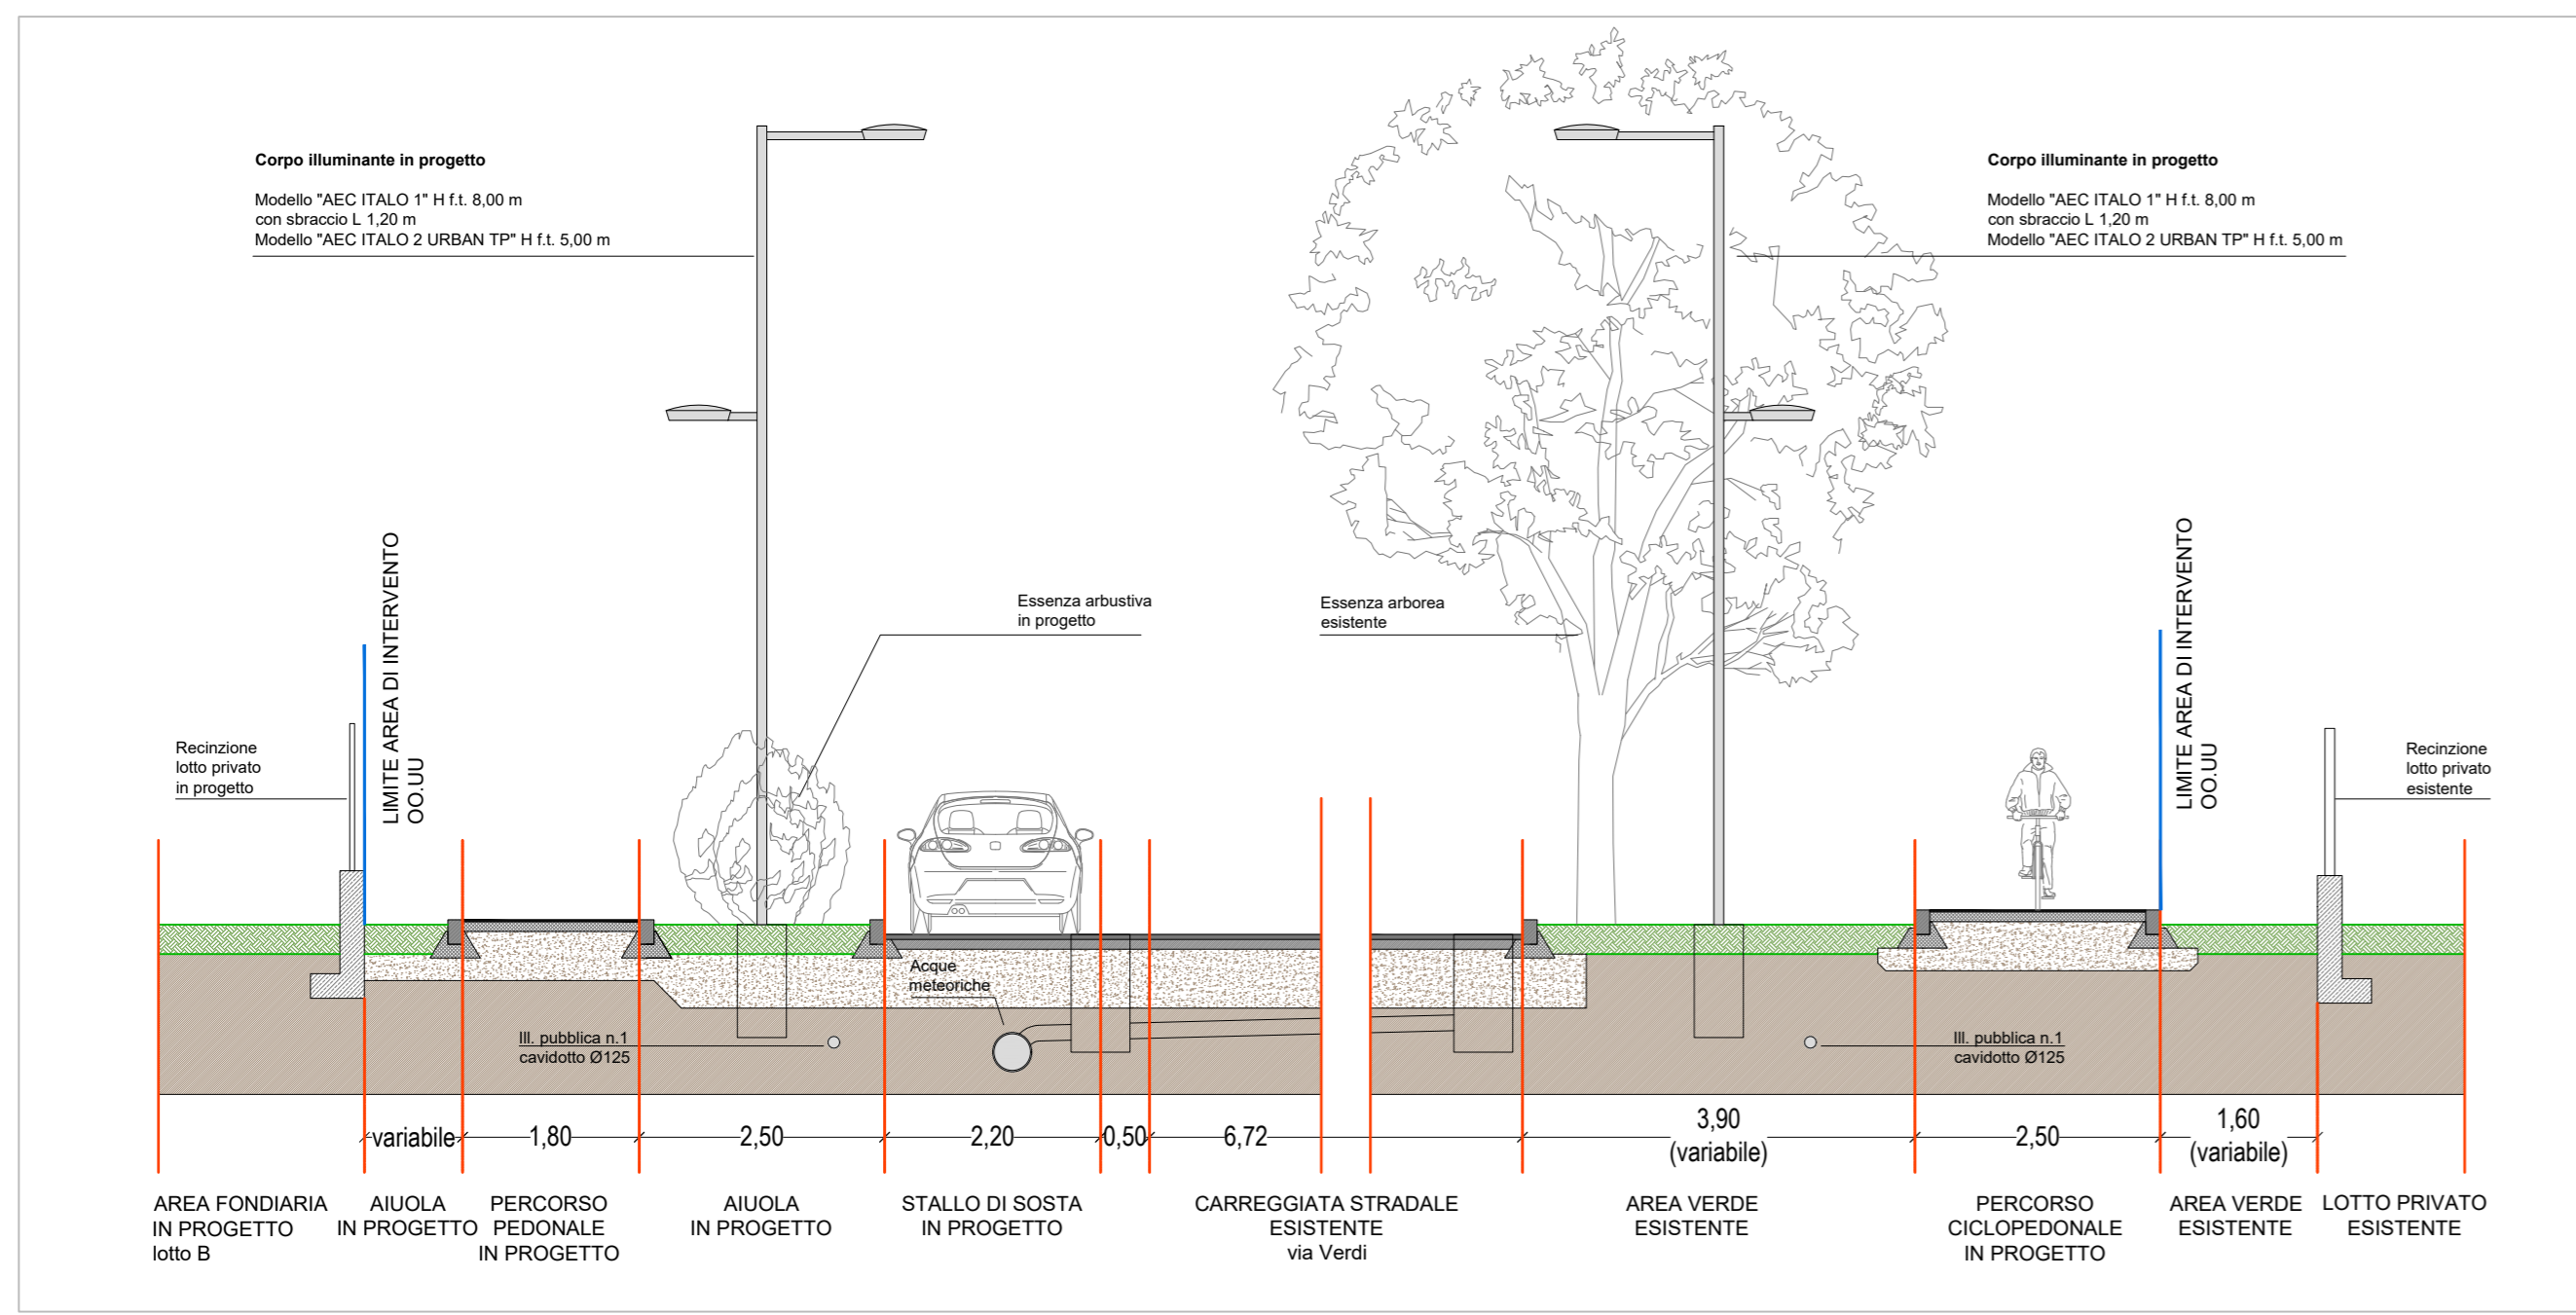 Corpo illuminante in progetto
Modello "AEC ITALO 1" H f.t. 8,00 m
con sbraccio L 1,20 m
Modello "AEC ITALO 2 URBAN TP" H f.t. 5,00 m
Corpo illuminante in progetto
Modello "AEC ITALO 1" H f.t. 8,00 m
con sbraccio L 1,20 m
Modello "AEC ITALO 2 URBAN TP" H f.t. 5,00 m
LIMITE AREA DI INTERVENTO
OO.UU
Essenza arbustiva
in progetto
Essenza arborea
esistente
LIMITE AREA DI INTERVENTO
OO.UU
Recinzione
lotto privato
in progetto
Recinzione
lotto privato
esistente
Acque
meteoriche
Ill. pubblica n.1
cavidotto Ø125
Ill. pubblica n.1
cavidotto Ø125
variabile
1,80
2,50
2,20
0,50
6,72
3,90
(variabile)
2,50
1,60
(variabile)
AREA FONDIARIA
IN PROGETTO
lotto B
AIUOLA
IN PROGETTO
PERCORSO
PEDONALE
IN PROGETTO
AIUOLA
IN PROGETTO
STALLO DI SOSTA
IN PROGETTO
CARREGGIATA STRADALE
ESISTENTE
via Verdi
AREA VERDE
ESISTENTE
PERCORSO
CICLOPEDONALE
IN PROGETTO
AREA VERDE
ESISTENTE
LOTTO PRIVATO
ESISTENTE